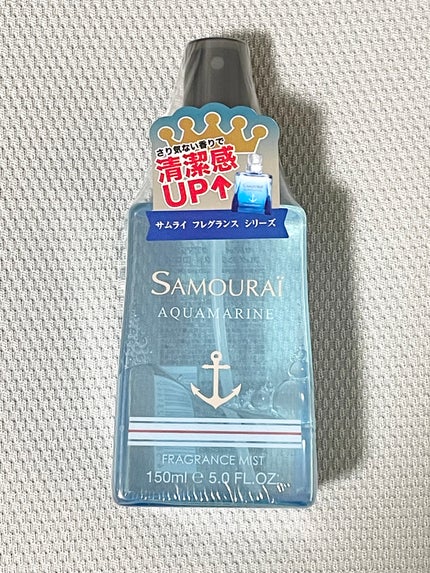 さり気ない香りで
清潔感
UP↑
SAMOURAÏ
サムライ フレグランス シリーズ
SAMOURAÏ
AQUAMARINE
FRAGRANCE MIST
150ml ℮ 5.0 FL.OZ.